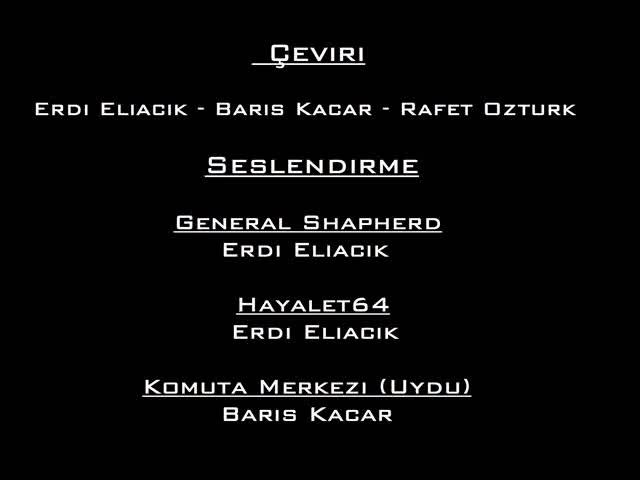 Çeviri
Erdi Eliacik - Baris Kacar - Rafet Ozturk
Seslendirme
General Shapherd
Erdi Eliacik
Hayalet64
Erdi Eliacik
Komuta Merkezi (Uydu)
Baris Kacar